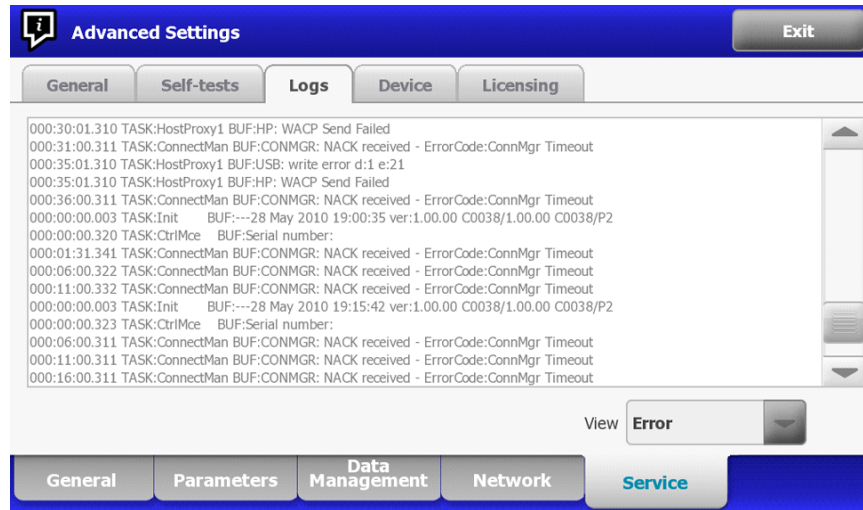 Advanced Settings
Exit
General
Self-tests
Logs
Device
Licensing
000:30:01.310 TASK:HostProxy1 BUF:HP: WACP Send Failed
000:31:00.311 TASK:ConnectMan BUF:CONMGR: NACK received - ErrorCode:ConnMgr Timeout
000:35:01.310 TASK:HostProxy1 BUF:USB: write error d:1 e:21
000:35:01.310 TASK:HostProxy1 BUF:HP: WACP Send Failed
000:36:00.311 TASK:ConnectMan BUF:CONMGR: NACK received - ErrorCode:ConnMgr Timeout
000:00:00.003 TASK:Init BUF:---28 May 2010 19:00:35 ver:1.00.00 C0038/1.00.00 C0038/P2
000:00:00.320 TASK:CtrlMce BUF:Serial number:
000:01:31.341 TASK:ConnectMan BUF:CONMGR: NACK received - ErrorCode:ConnMgr Timeout
000:06:00.322 TASK:ConnectMan BUF:CONMGR: NACK received - ErrorCode:ConnMgr Timeout
000:11:00.332 TASK:ConnectMan BUF:CONMGR: NACK received - ErrorCode:ConnMgr Timeout
000:00:00.003 TASK:Init BUF:---28 May 2010 19:15:42 ver:1.00.00 C0038/1.00.00 C0038/P2
000:00:00.323 TASK:CtrlMce BUF:Serial number:
000:06:00.311 TASK:ConnectMan BUF:CONMGR: NACK received - ErrorCode:ConnMgr Timeout
000:11:00.311 TASK:ConnectMan BUF:CONMGR: NACK received - ErrorCode:ConnMgr Timeout
000:16:00.311 TASK:ConnectMan BUF:CONMGR: NACK received - ErrorCode:ConnMgr Timeout
View Error
General
Parameters
Data
Management
Network
Service